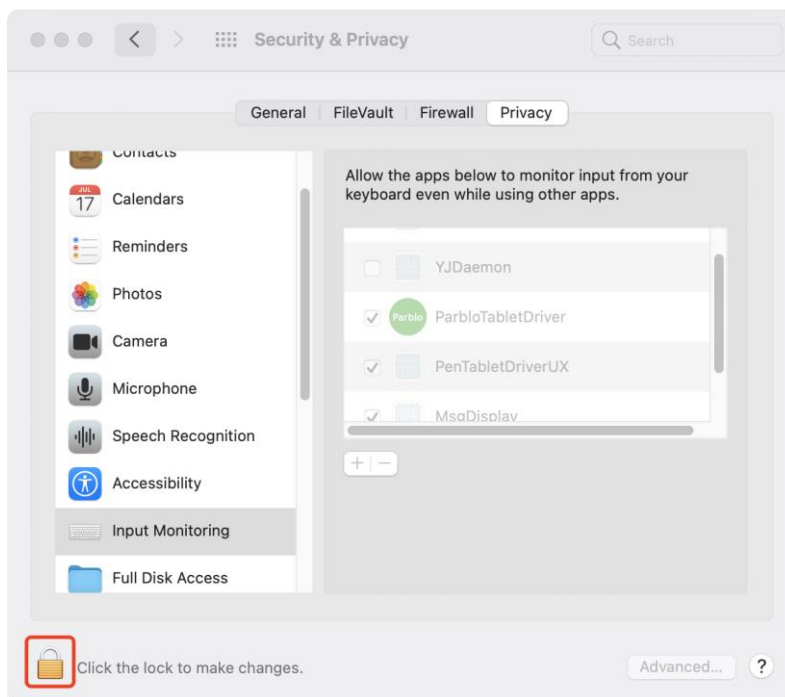 Security & Privacy
Search
General
FileVault
Firewall
Privacy
Contacts
JUL
17
Calendars
Reminders
Photos
Camera
Microphone
Speech Recognition
Accessibility
Input Monitoring
Full Disk Access
Allow the apps below to monitor input from your
keyboard even while using other apps.
YJDaemon
Parblo
ParbloTabletDriver
PenTabletDriverUX
MsgDisplay
+ | −
Click the lock to make changes.
Advanced...
?